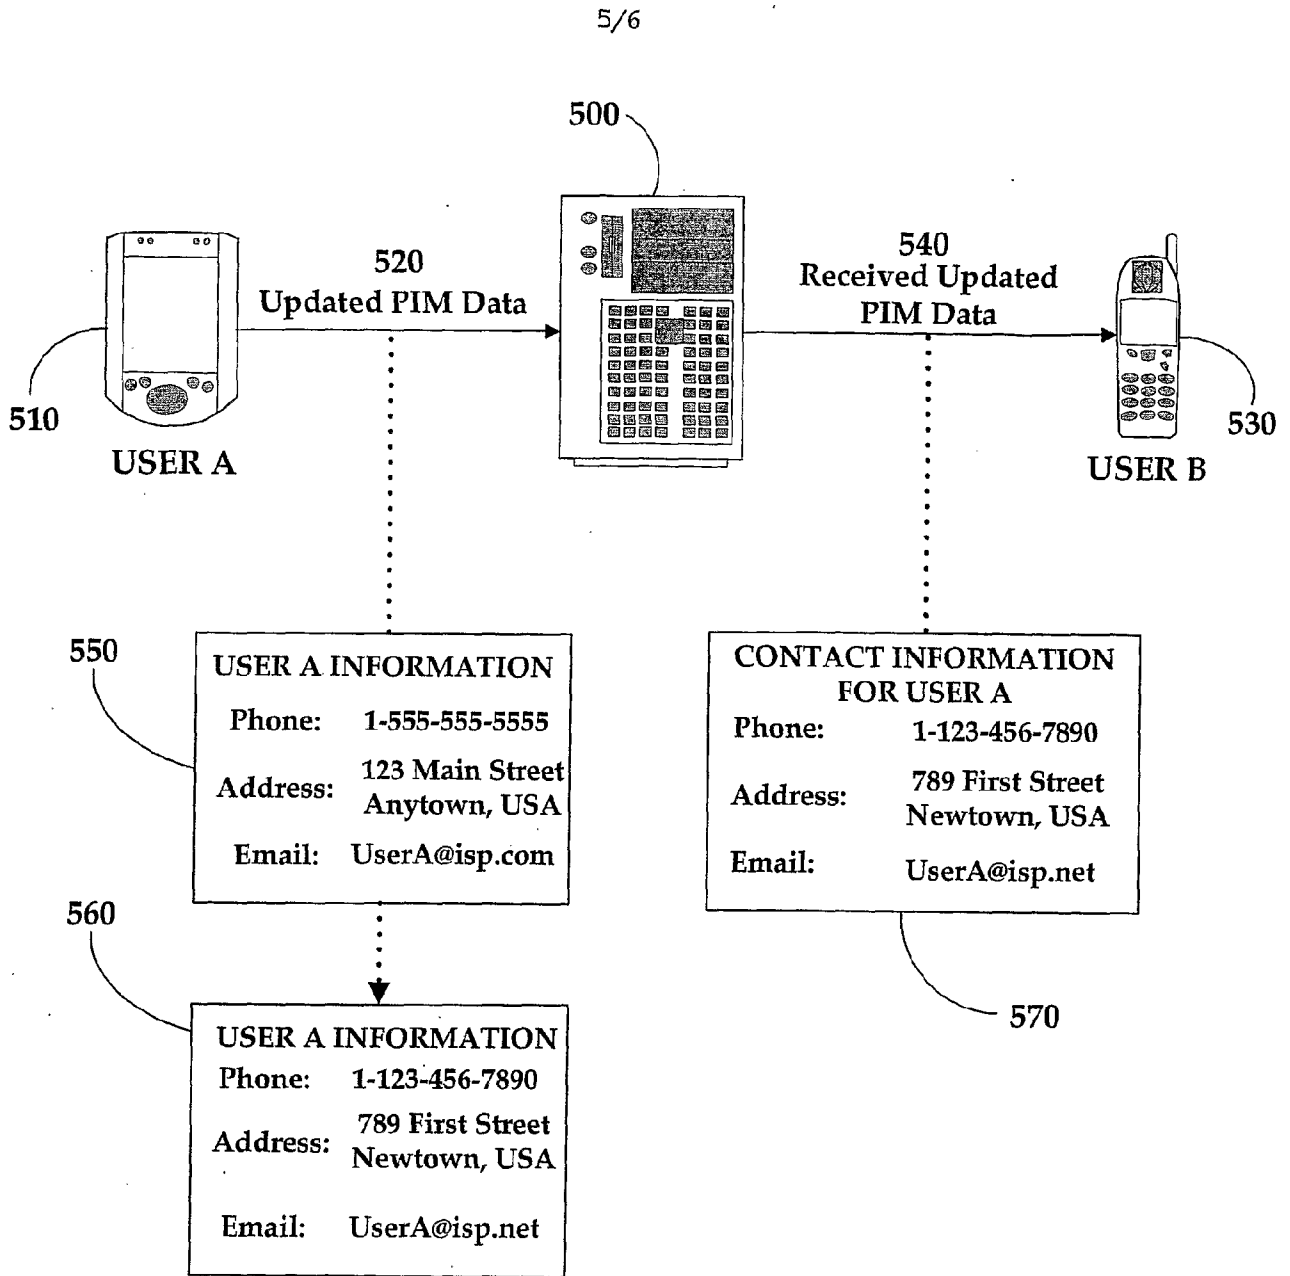 5/6
500
520
Updated PIM Data
540
Received Updated
PIM Data
510
USER A
530
USER B
550
USER A INFORMATION
Phone: 1-555-555-5555
Address: 123 Main Street
Anytown, USA
Email: UserA@isp.com
CONTACT INFORMATION
FOR USER A
Phone: 1-123-456-7890
Address: 789 First Street
Newtown, USA
Email: UserA@isp.net
560
570
USER A INFORMATION
Phone: 1-123-456-7890
Address: 789 First Street
Newtown, USA
Email: UserA@isp.net